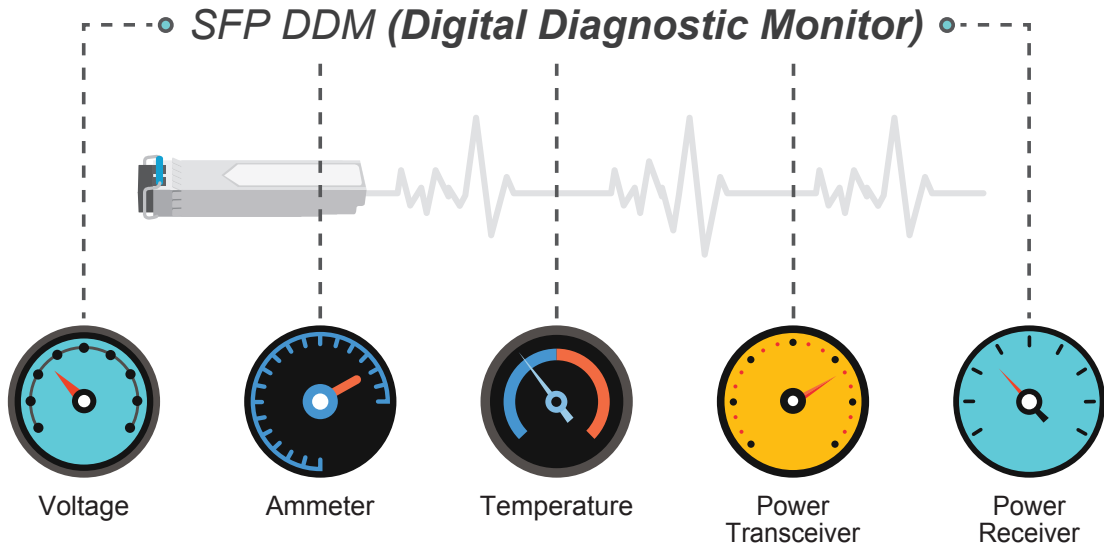 SFP DDM (Digital Diagnostic Monitor)
Voltage
Ammeter
Temperature
Power
Transceiver
Power
Receiver